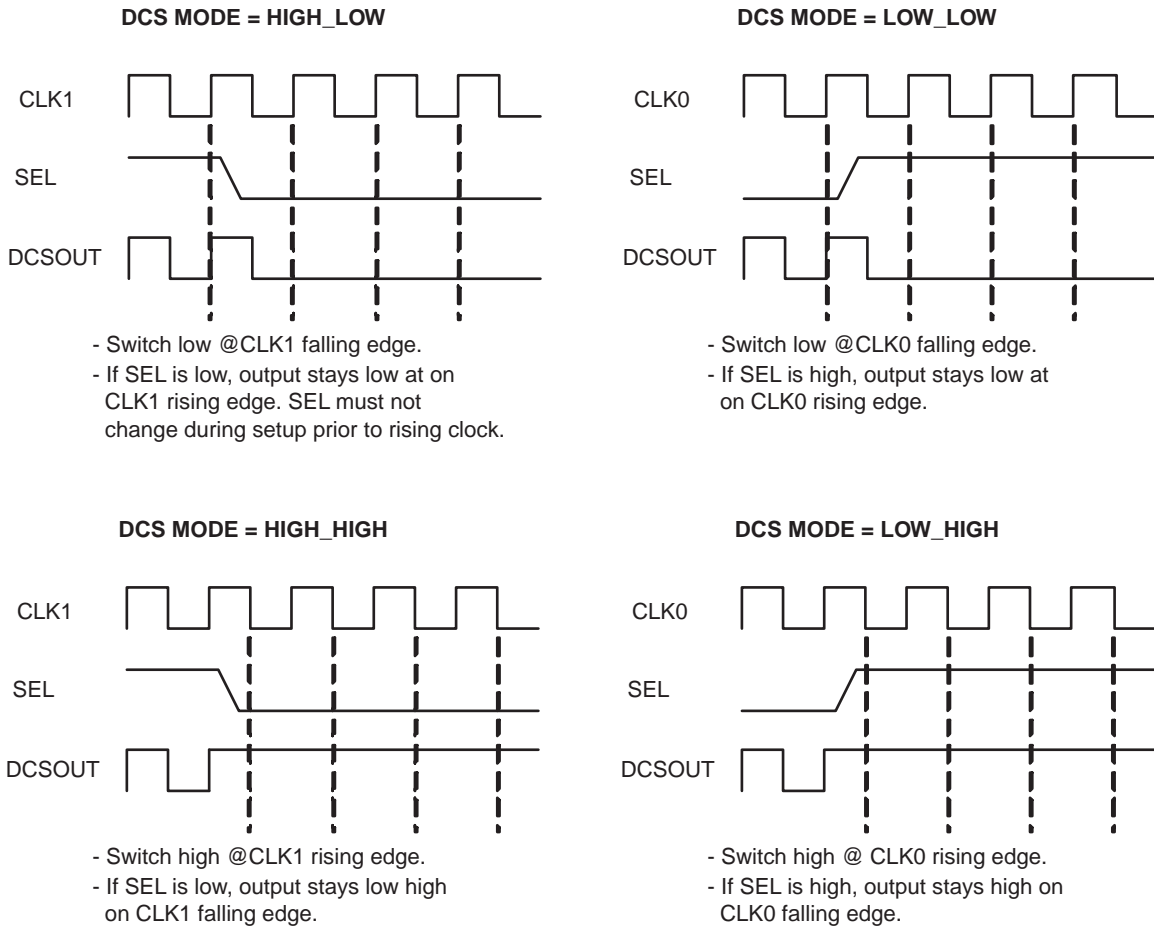 DCS MODE = HIGH_LOW
CLK1
SEL
DCSOUT
- Switch low @CLK1 falling edge.
- If SEL is low, output stays low at on
CLK1 rising edge. SEL must not
change during setup prior to rising clock.
DCS MODE = LOW_LOW
CLK0
SEL
DCSOUT
- Switch low @CLK0 falling edge.
- If SEL is high, output stays low at
on CLK0 rising edge.
DCS MODE = HIGH_HIGH
CLK1
SEL
DCSOUT
- Switch high @CLK1 rising edge.
- If SEL is low, output stays low high
on CLK1 falling edge.
DCS MODE = LOW_HIGH
CLK0
SEL
DCSOUT
- Switch high @ CLK0 rising edge.
- If SEL is high, output stays high on
CLK0 falling edge.